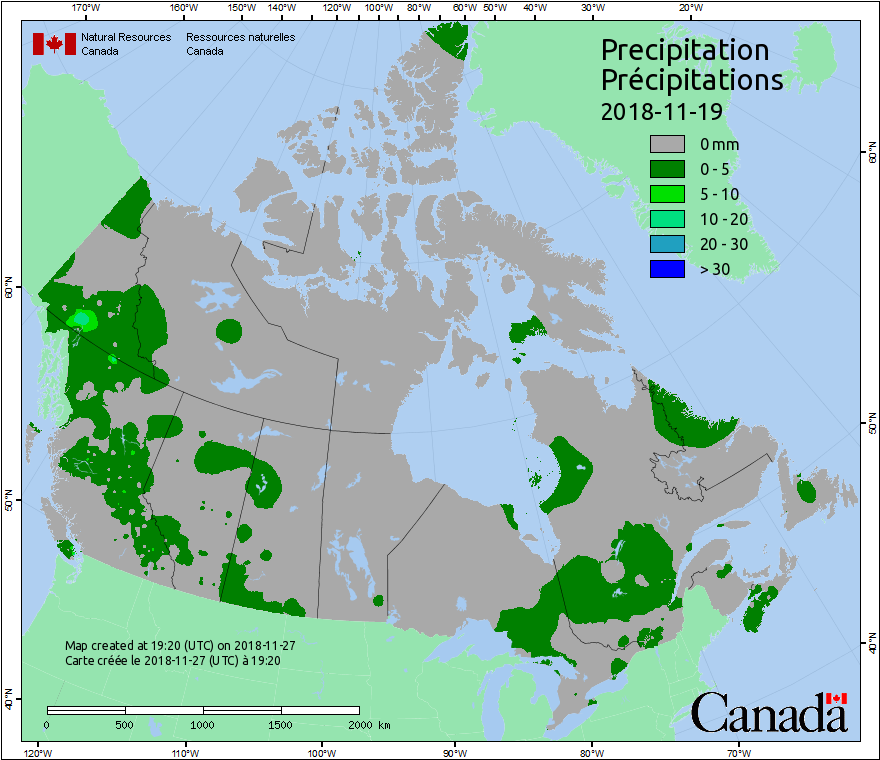 170°W 160°W 150°W 140°W 120°W 100°W 80°W 60°W 50°W 40°W 30°W 20°W
Natural Resources Ressources naturelles
Canada Canada
Precipitation
Précipitations
2018-11-19
0 mm
0 - 5
5 - 10
10 - 20
20 - 30
> 30
60°N
60°N
50°N
50°N
40°N
40°N
Map created at 19:20 (UTC) on 2018-11-27
Carte créée le 2018-11-27 (UTC) à 19:20
0 500 1000 1500 2000 km
Canada
120°W 110°W 100°W 90°W 80°W 70°W